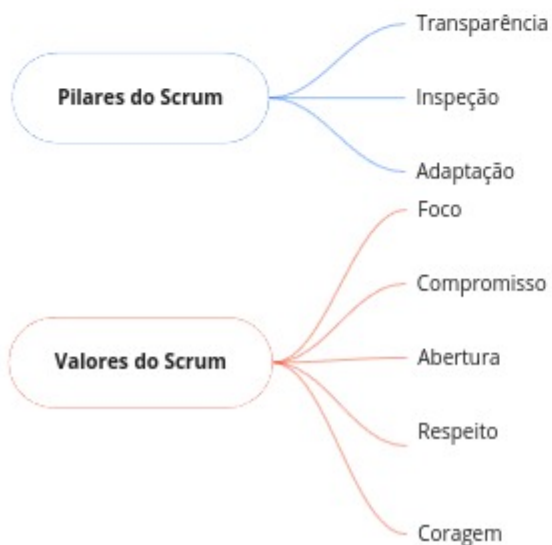 Pilares do Scrum
Transparência
Inspeção
Adaptação
Valores do Scrum
Foco
Compromisso
Abertura
Respeito
Coragem